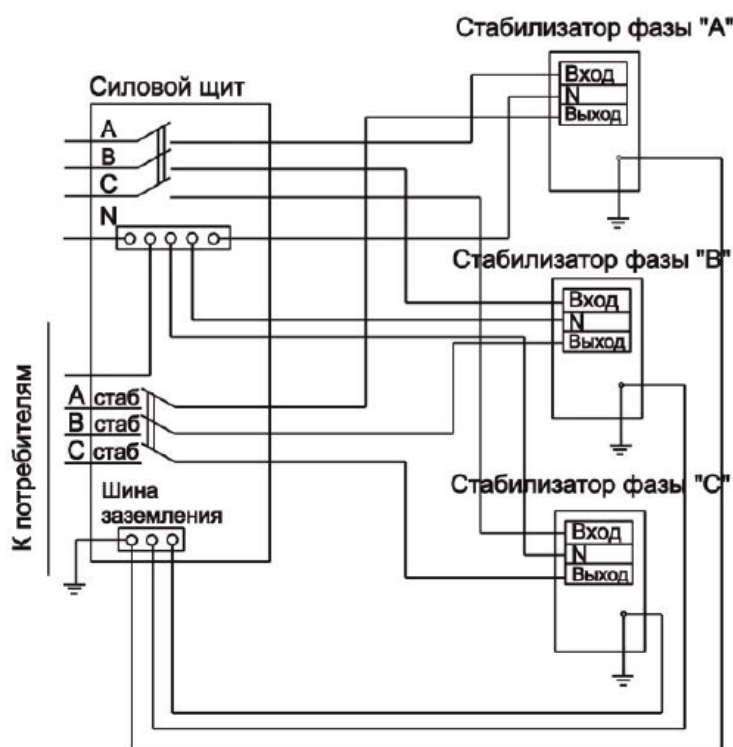 Стабилизатор фазы "А"
Вход
N
Выход
Силовой щит
A
B
C
N
Стабилизатор фазы "В"
Вход
N
Выход
К потребителям
А стаб
В стаб
С стаб
Шина
заземления
Стабилизатор фазы "С"
Вход
N
Выход